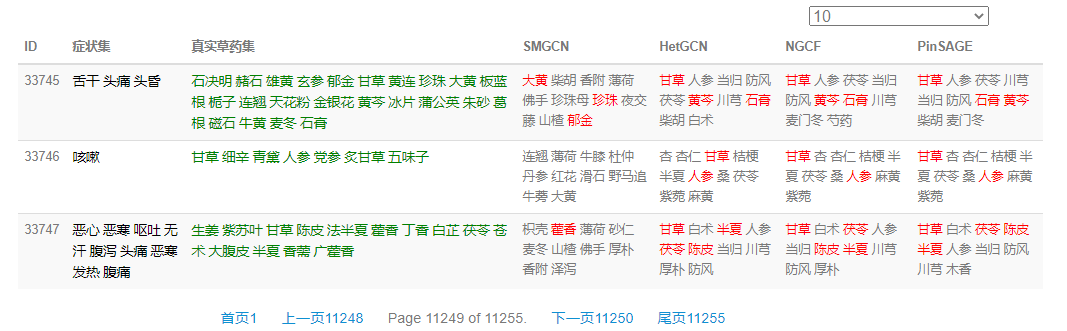 10
ID 症状集 真实草药集 SMGCN HetGCN NGCF PinSAGE
33745 舌干 头痛 头昏 石决明 赭石 雄黄 玄参 郁金 甘草 黄连 珍珠 大黄 板蓝 大黄 柴胡 香附 薄荷 甘草 人参 当归 防风 甘草 人参 茯苓 当归 甘草 人参 茯苓 川芎
根 栀子 连翘 天花粉 金银花 黄芩 冰片 蒲公英 朱砂 葛 佛手 珍珠母 珍珠 夜交 茯苓 黄芩 川芎 石膏 防风 黄芩 石膏 川芎 当归 防风 石膏 黄芩
根 磁石 牛黄 麦冬 石膏 藤 山楂 郁金 柴胡 白术 麦门冬 芍药 柴胡 麦门冬
33746 咳嗽 甘草 细辛 青黛 人参 党参 炙甘草 五味子 连翘 薄荷 牛膝 杜仲 杏 杏仁 甘草 桔梗 甘草 杏 杏仁 桔梗 半 甘草 杏 杏仁 桔梗 半
丹参 红花 滑石 野马追 半夏 人参 桑 茯苓 夏 茯苓 桑 人参 麻黄 夏 茯苓 桑 人参 麻黄
牛蒡 大黄 紫菀 麻黄 紫菀 紫菀
33747 恶心 恶寒 呕吐 无 生姜 紫苏叶 甘草 陈皮 法半夏 藿香 丁香 白芷 茯苓 苍 枳壳 藿香 薄荷 砂仁 甘草 白术 半夏 人参 甘草 白术 茯苓 人参 甘草 白术 茯苓 陈皮
汗 腹泻 头痛 恶寒 术 大腹皮 半夏 香薷 广藿香 麦冬 山楂 佛手 厚朴 茯苓 陈皮 当归 川芎 当归 陈皮 半夏 川芎 半夏 人参 当归 防风
发热 腹痛 香附 泽泻 厚朴 防风 防风 厚朴 川芎 木香
首页1 上一页11248 Page 11249 of 11255. 下一页11250 尾页11255